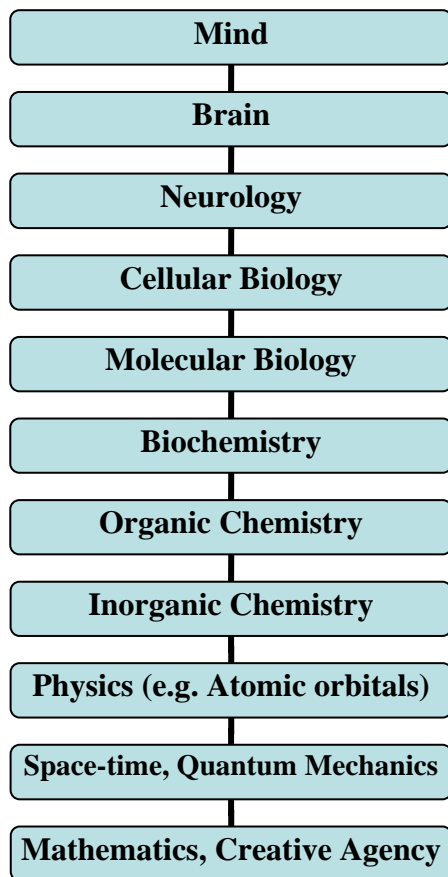 Mind
Brain
Neurology
Cellular Biology
Molecular Biology
Biochemistry
Organic Chemistry
Inorganic Chemistry
Physics (e.g. Atomic orbitals)
Space-time, Quantum Mechanics
Mathematics, Creative Agency